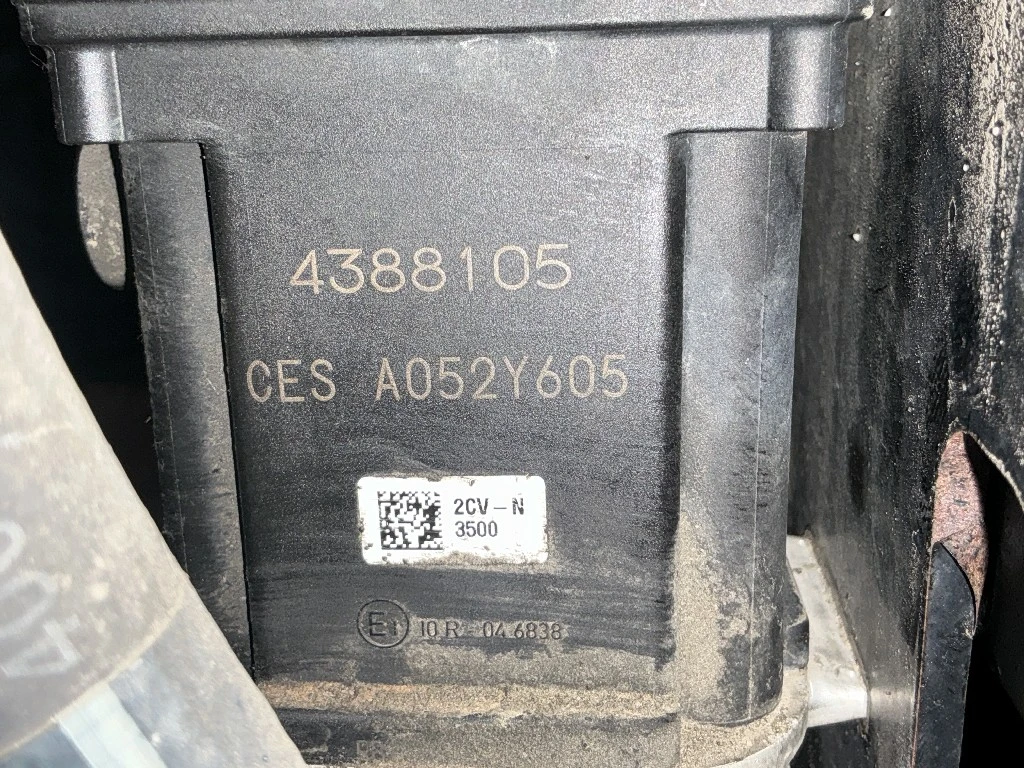 4388105
CES A052Y605
2CV-N
3500
E1 10 R-04 6838